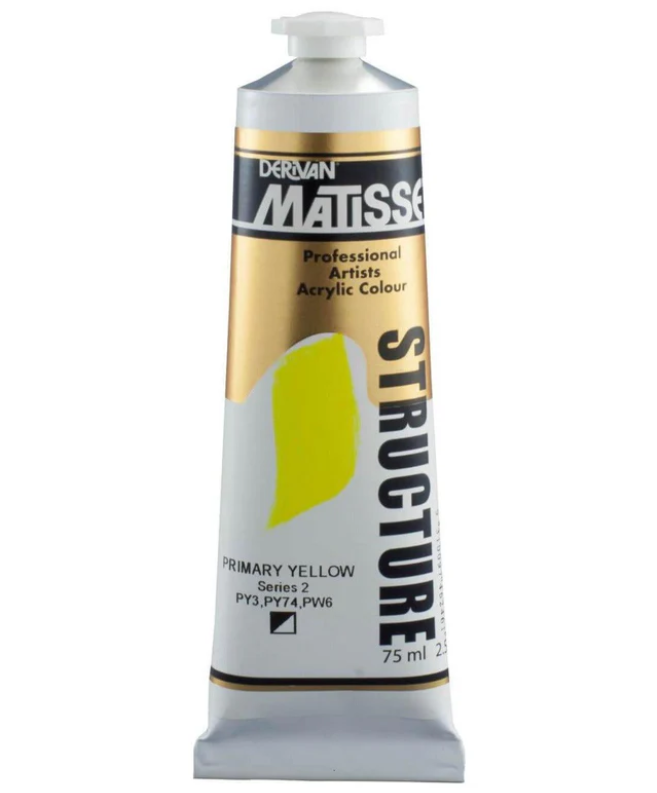 DERIVAN
MATISSE
Professional
Artists
Acrylic Colour
STRUCTURE
PRIMARY YELLOW
Series 2
PY3,PY74,PW6
75 ml